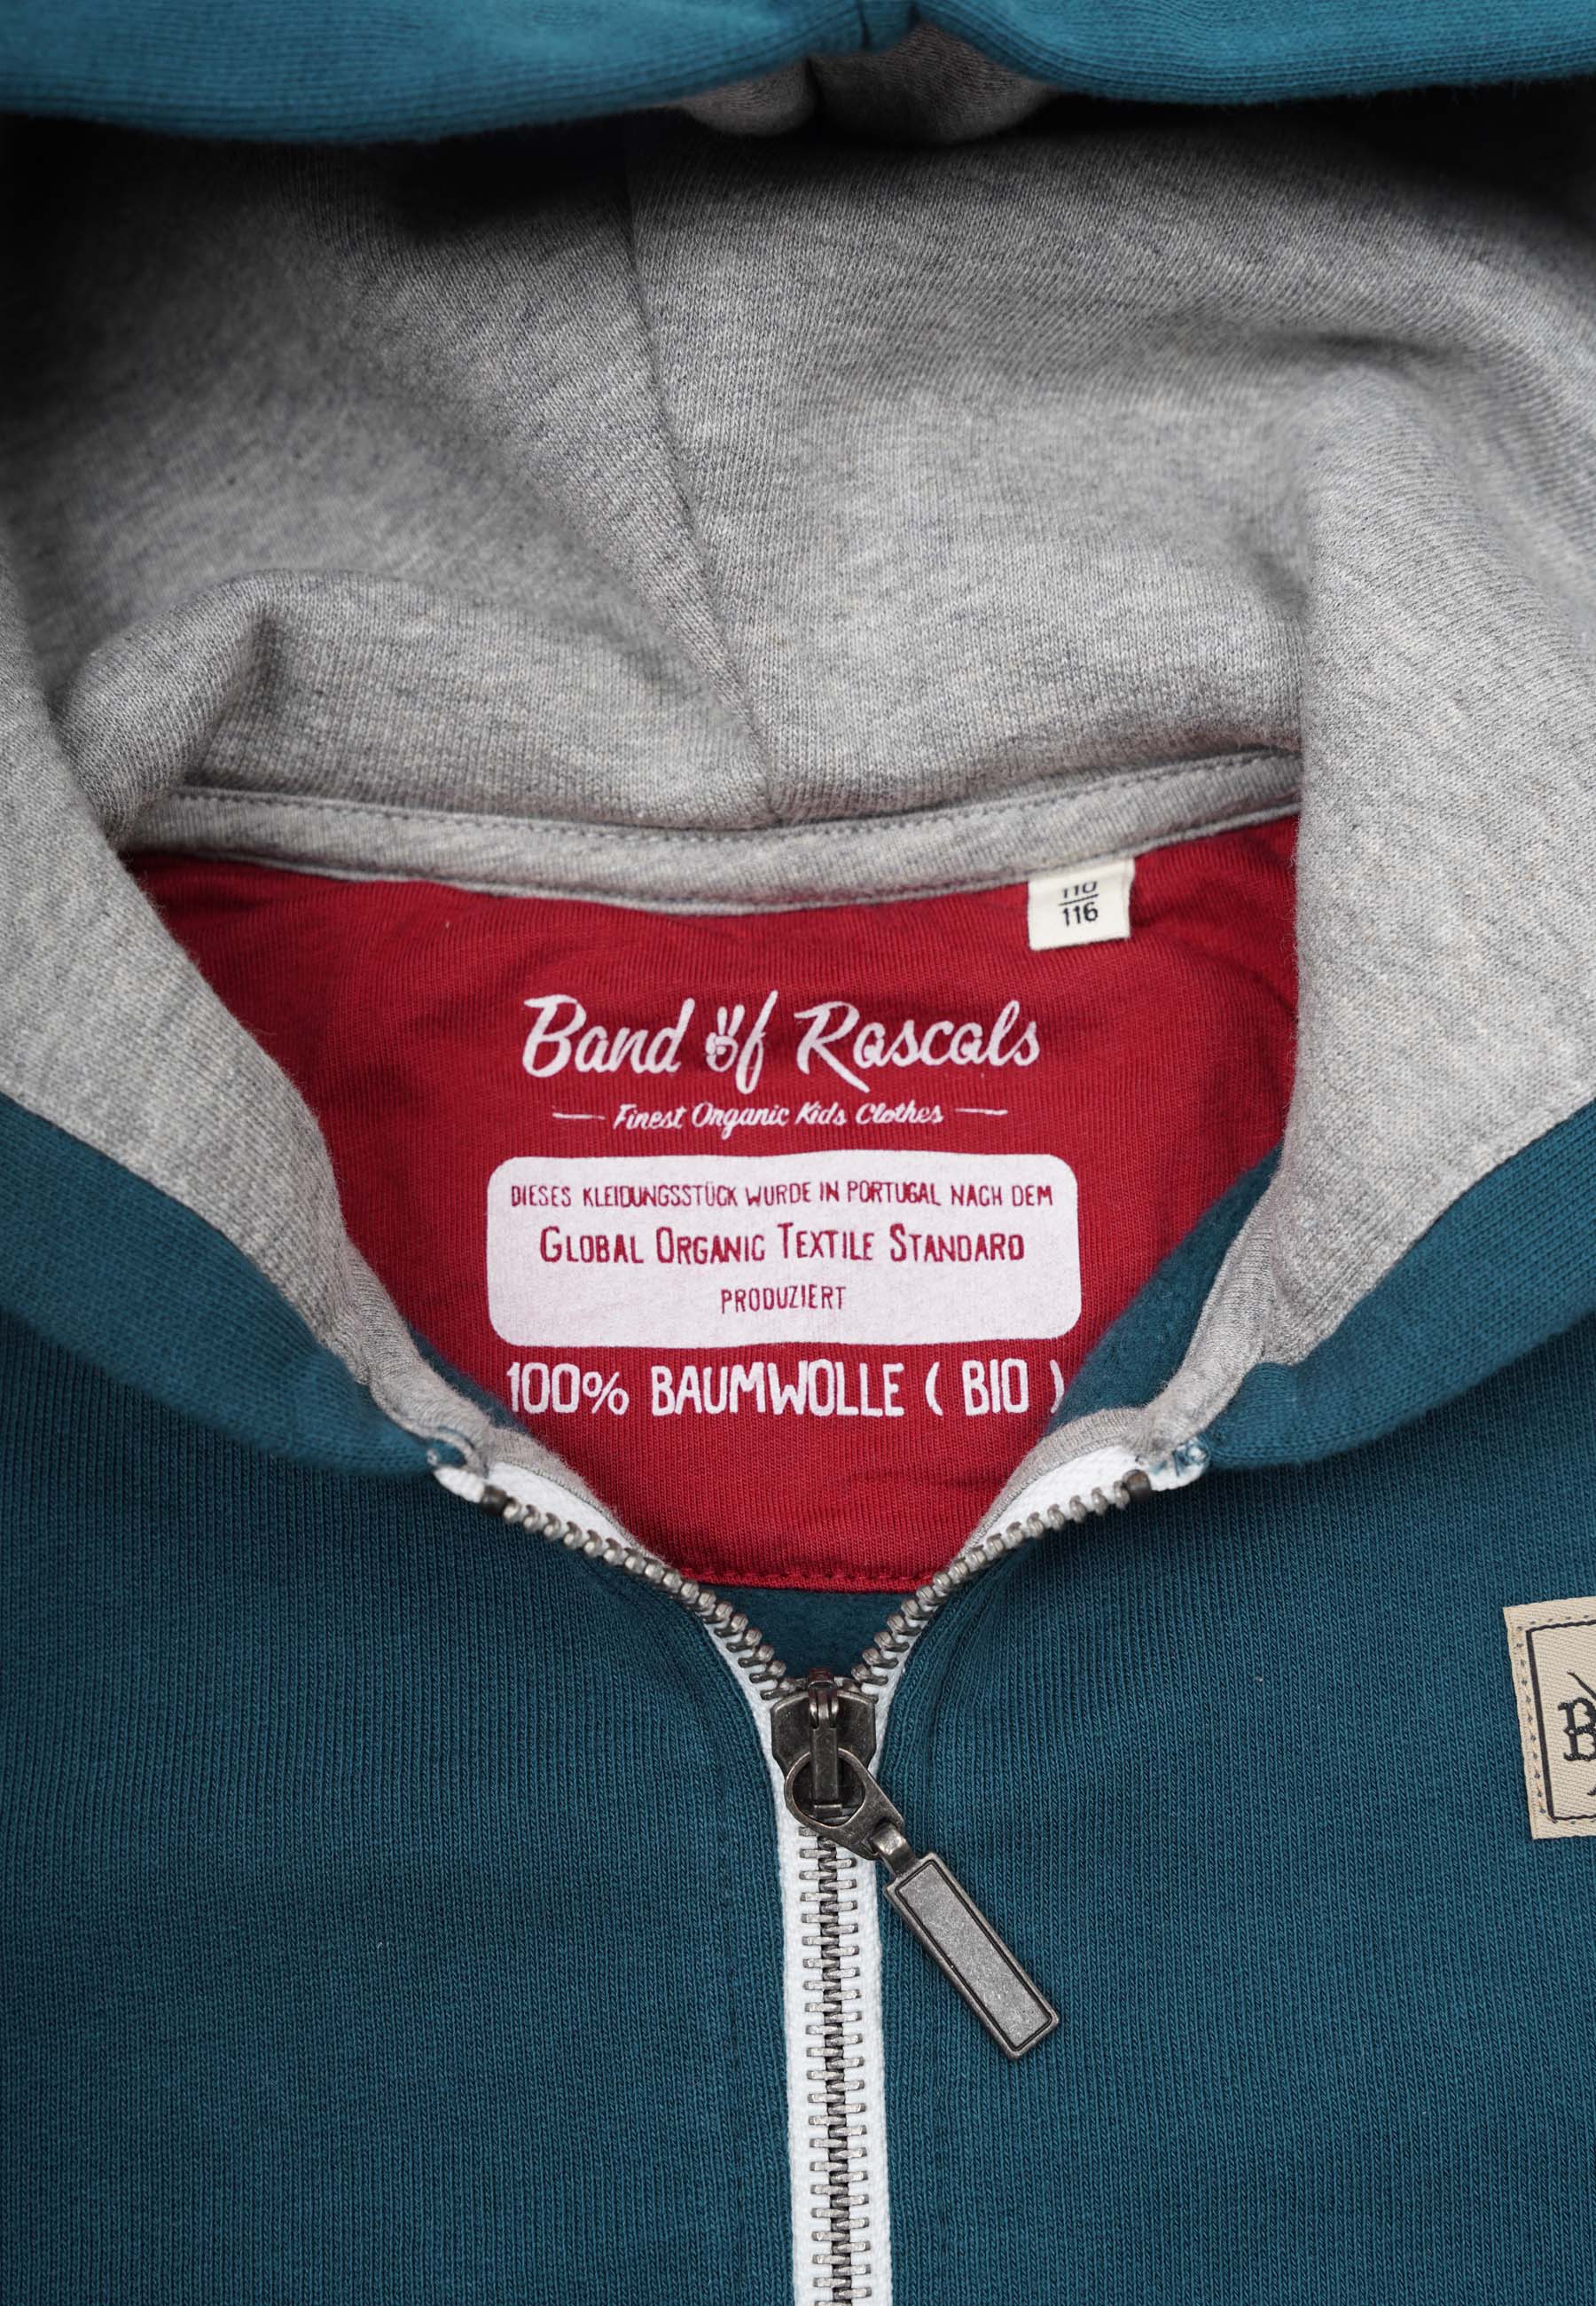 110
116
Band of Rascals
Finest Organic Kids Clothes
DIESES KLEIDUNGSSTÜCK WURDE IN PORTUGAL NACH DEM
GLOBAL ORGANIC TEXTILE STANDARD
PRODUZIERT
100% BAUMWOLLE ( BIO )
B